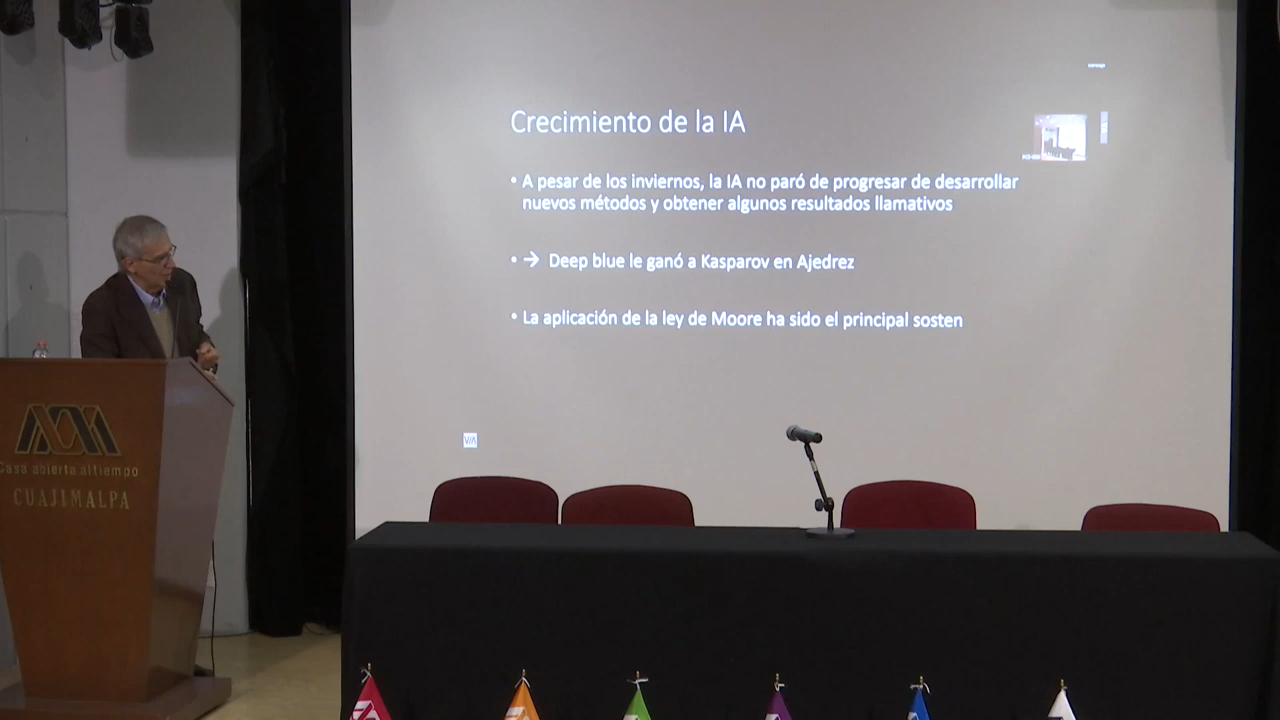 Crecimiento de la IA
• A pesar de los inviernos, la IA no paró de progresar de desarrollar
nuevos métodos y obtener algunos resultados llamativos
• → Deep blue le ganó a Kasparov en Ajedrez
• La aplicación de la ley de Moore ha sido el principal sosten
Casa abierta al tiempo
CUAJIMALPA